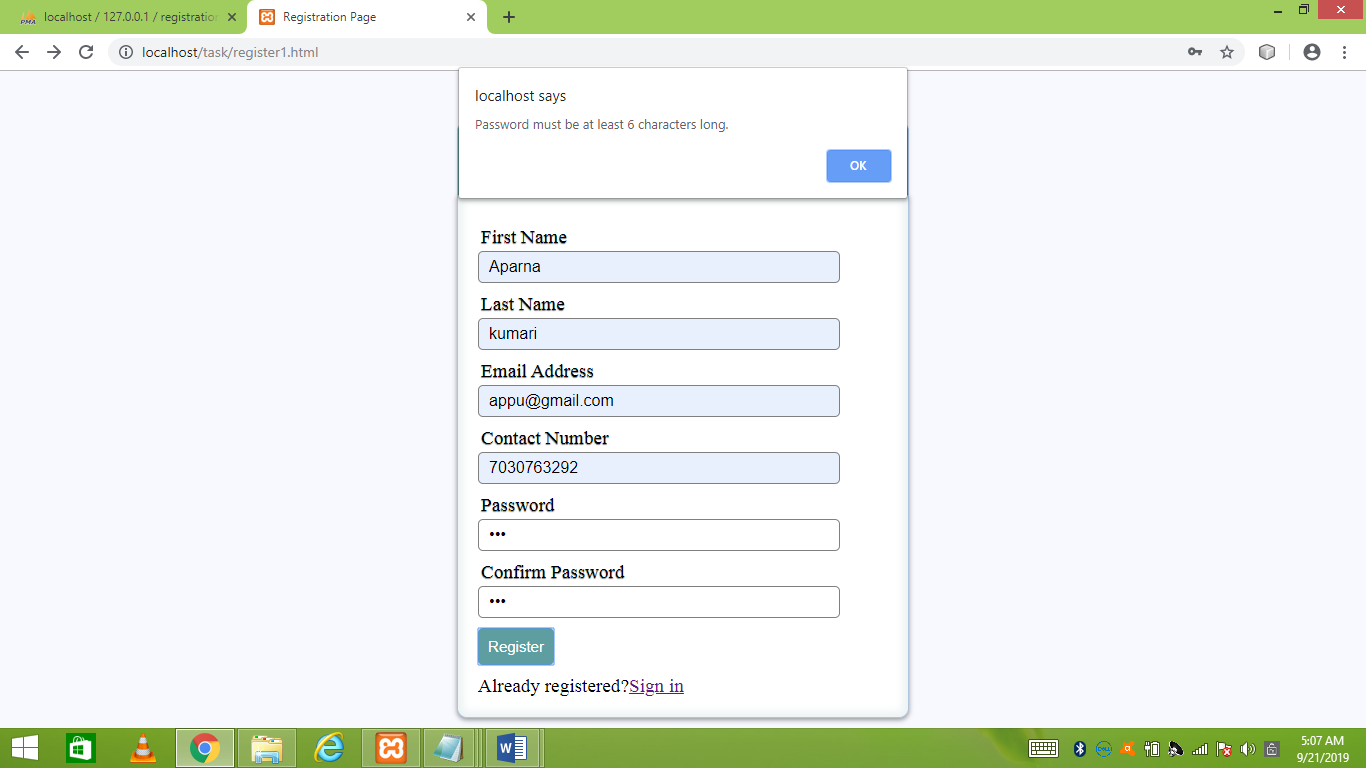 localhost / 127.0.0.1 / registration
Registration Page
localhost/task/register1.html
localhost says
Password must be at least 6 characters long.
OK
First Name
Aparna
Last Name
kumari
Email Address
appu@gmail.com
Contact Number
7030763292
Password
•••
Confirm Password
•••
Register
Already registered?Sign in
5:07 AM
9/21/2019